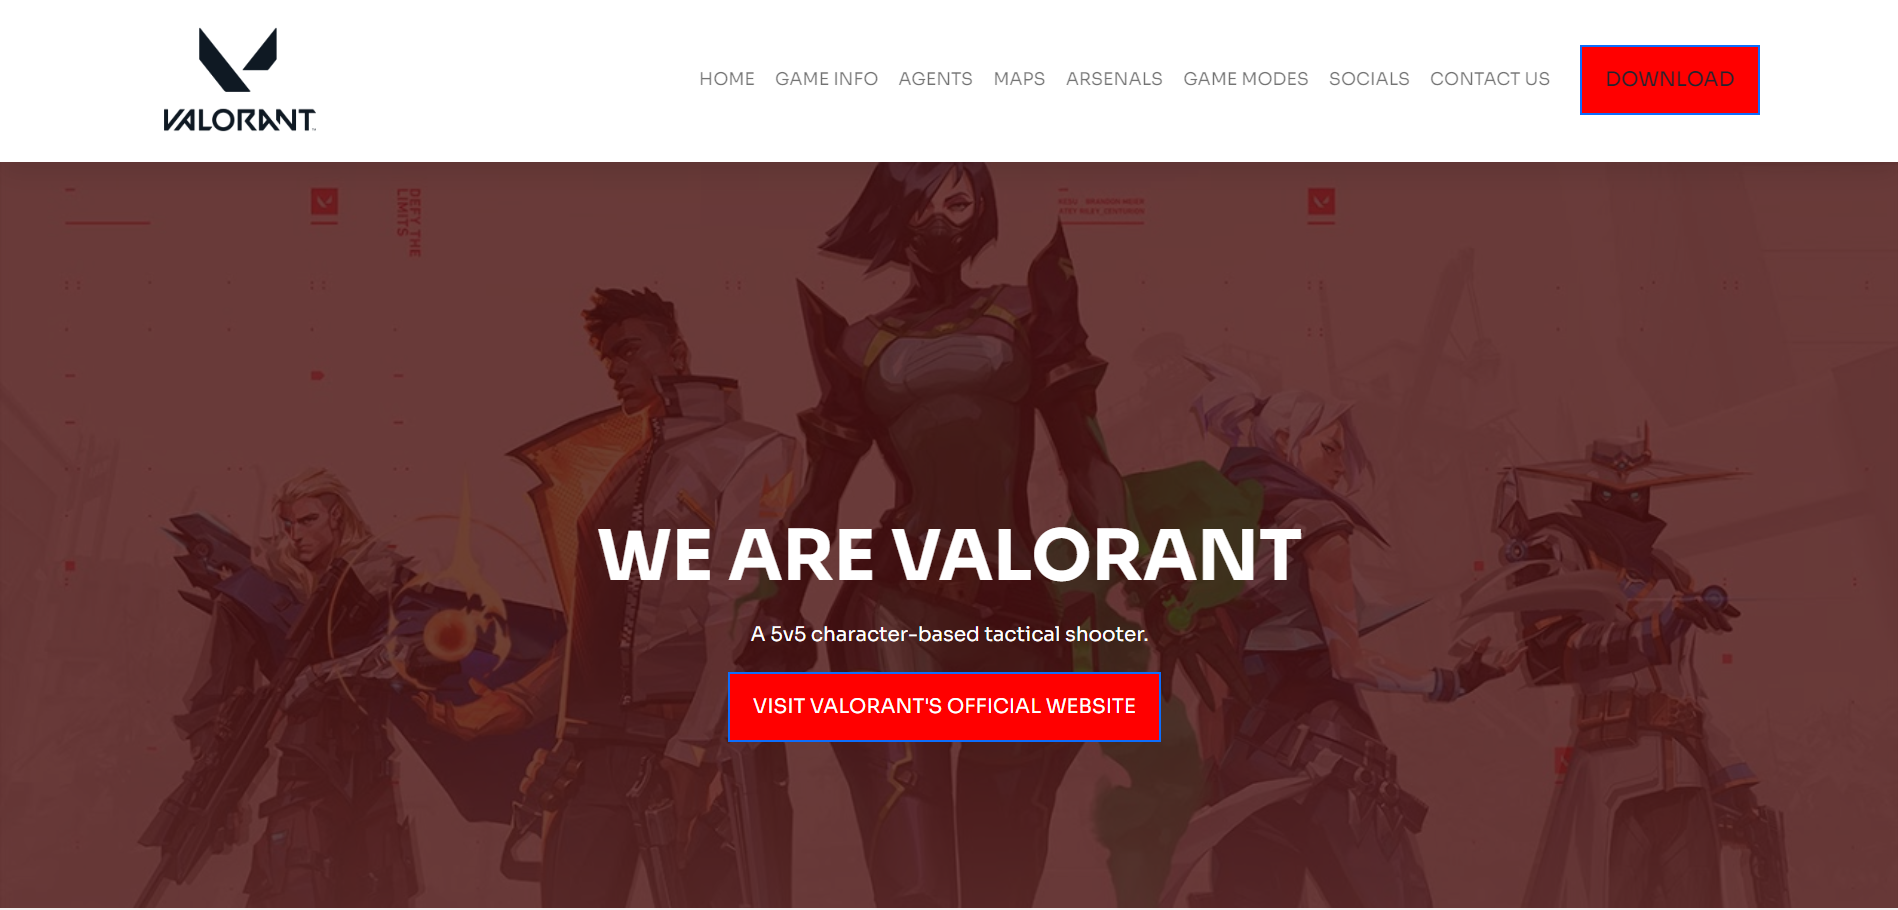 VALORANT
HOME GAME INFO AGENTS MAPS ARSENALS GAME MODES SOCIALS CONTACT US DOWNLOAD
DEFY THE
LIMITS
WE ARE VALORANT
A 5v5 character-based tactical shooter.
VISIT VALORANT'S OFFICIAL WEBSITE